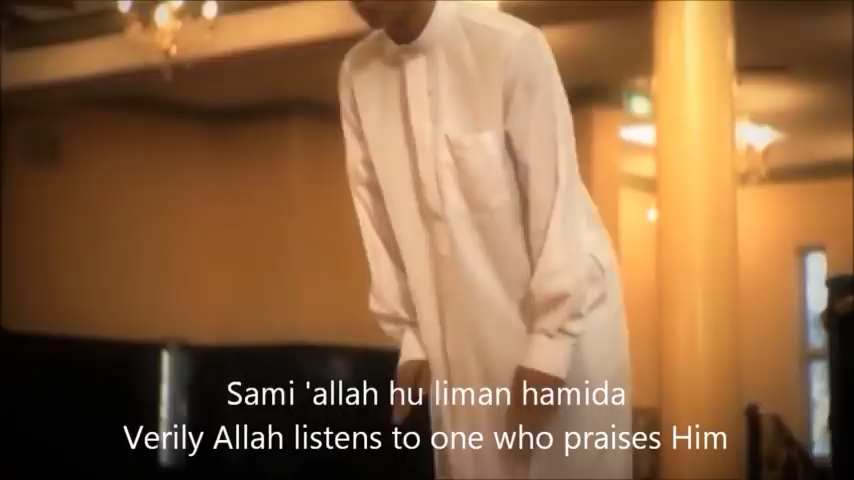 Sami 'allah hu liman hamida
Verily Allah listens to one who praises Him